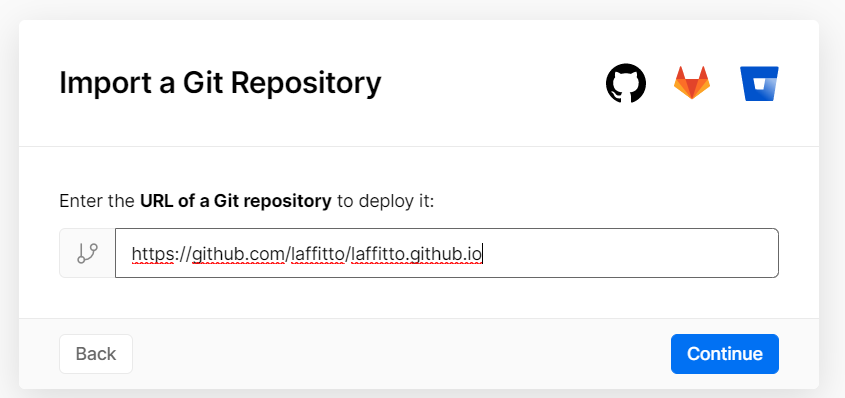 Import a Git Repository
Enter the URL of a Git repository to deploy it:
https://github.com/laffitto/laffitto.github.io
Back
Continue